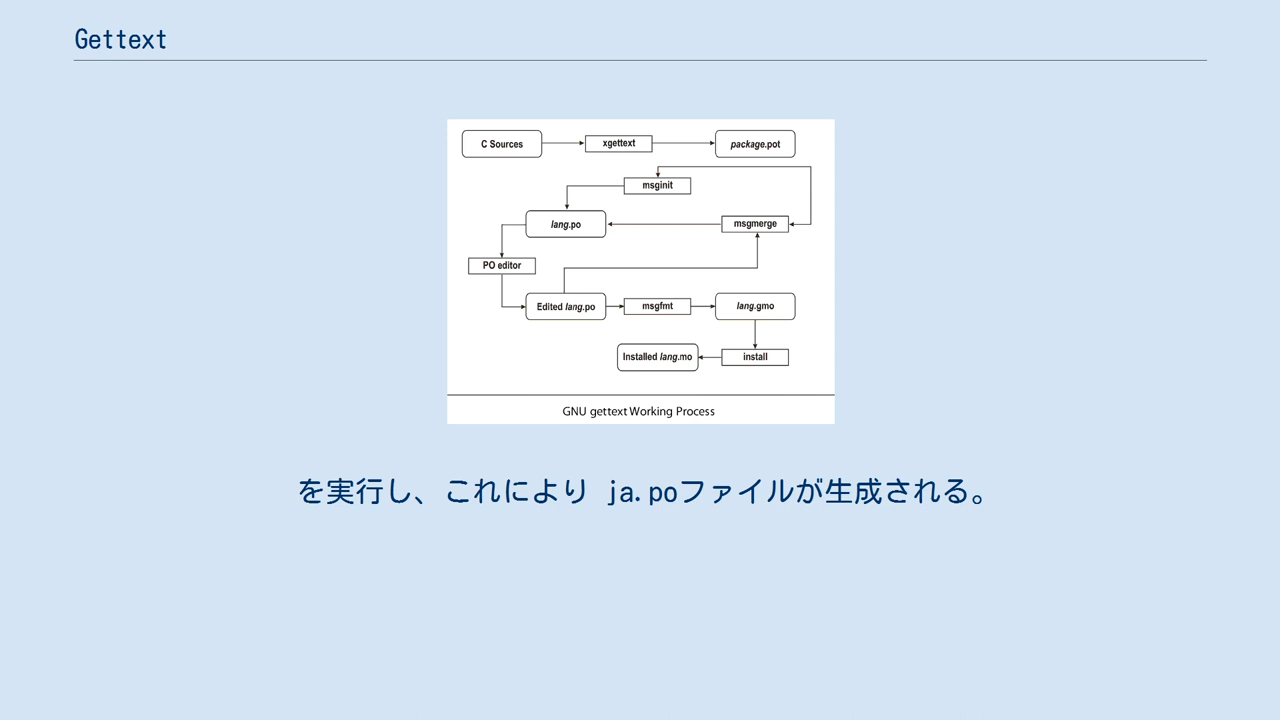 Gettext
C Sources
xgettext
package.pot
msginit
lang.po
msgmerge
PO editor
Edited lang.po
msgfmt
lang.gmo
Installed lang.mo
install
GNU gettext Working Process
を実行し、これにより ja.poファイルが生成される。